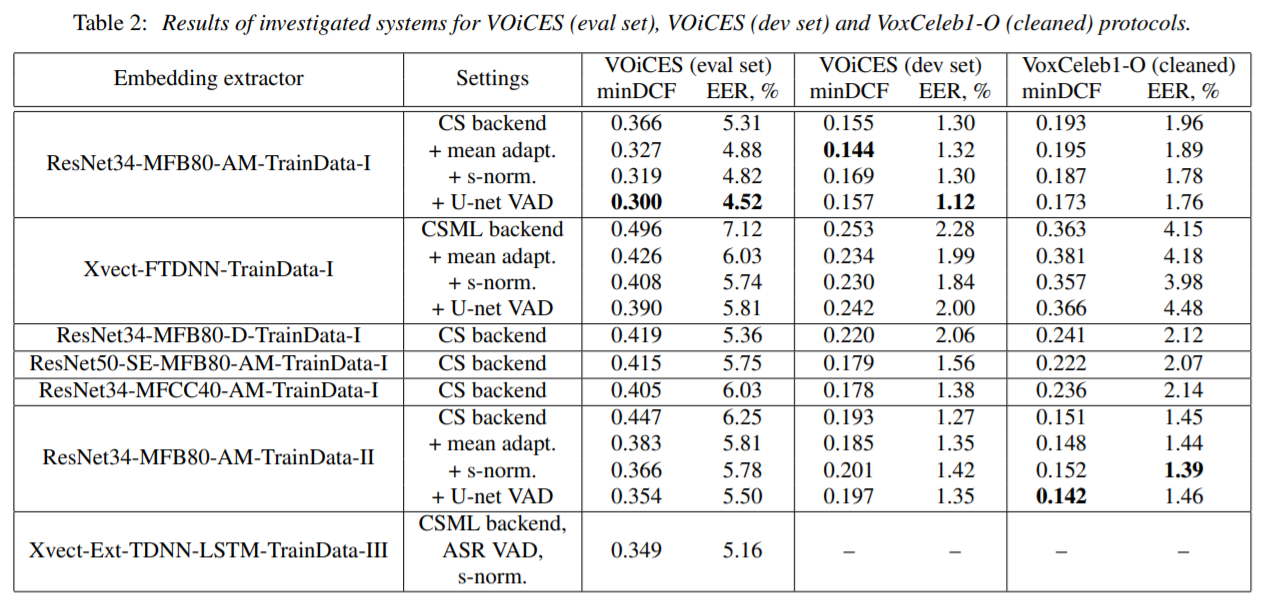 Table 2: Results of investigated systems for VOiCES (eval set), VOiCES (dev set) and VoxCeleb1-O (cleaned) protocols.
Embedding extractor Settings VOiCES (eval set) VOiCES (dev set) VoxCeleb1-O (cleaned)
minDCF EER, % minDCF EER, % minDCF EER, %
ResNet34-MFB80-AM-TrainData-I
CS backend 0.366 5.31 0.155 1.30 0.193 1.96
+ mean adapt. 0.327 4.88 0.144 1.32 0.195 1.89
+ s-norm. 0.319 4.82 0.169 1.30 0.187 1.78
+ U-net VAD 0.300 4.52 0.157 1.12 0.173 1.76
Xvect-FTDNN-TrainData-I
CSML backend 0.496 7.12 0.253 2.28 0.363 4.15
+ mean adapt. 0.426 6.03 0.234 1.99 0.381 4.18
+ s-norm. 0.408 5.74 0.230 1.84 0.357 3.98
+ U-net VAD 0.390 5.81 0.242 2.00 0.366 4.48
ResNet34-MFB80-D-TrainData-I CS backend 0.419 5.36 0.220 2.06 0.241 2.12
ResNet50-SE-MFB80-AM-TrainData-I CS backend 0.415 5.75 0.179 1.56 0.222 2.07
ResNet34-MFCC40-AM-TrainData-I CS backend 0.405 6.03 0.178 1.38 0.236 2.14
ResNet34-MFB80-AM-TrainData-II
CS backend 0.447 6.25 0.193 1.27 0.151 1.45
+ mean adapt. 0.383 5.81 0.185 1.35 0.148 1.44
+ s-norm. 0.366 5.78 0.201 1.42 0.152 1.39
+ U-net VAD 0.354 5.50 0.197 1.35 0.142 1.46
Xvect-Ext-TDNN-LSTM-TrainData-III
CSML backend,
ASR VAD, 0.349 5.16 – – – –
s-norm.